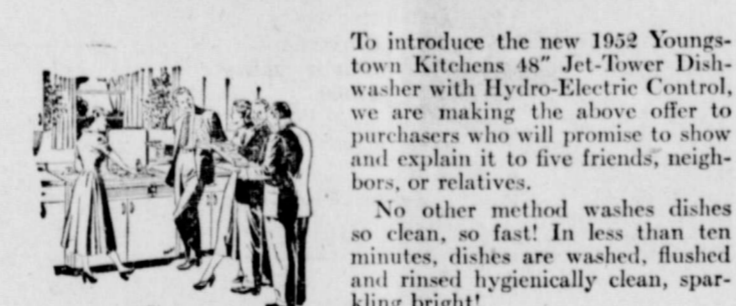 To introduce the new 1952 Youngs-
town Kitchens 48" Jet-Tower Dish-
washer with Hydro-Electric Control,
we are making the above offer to
purchasers who will promise to show
and explain it to five friends, neigh-
bors, or relatives.
No other method washes dishes
so clean, so fast! In less than ten
minutes, dishes are washed, flushed
and rinsed hygienically clean, spar-
kling bright!